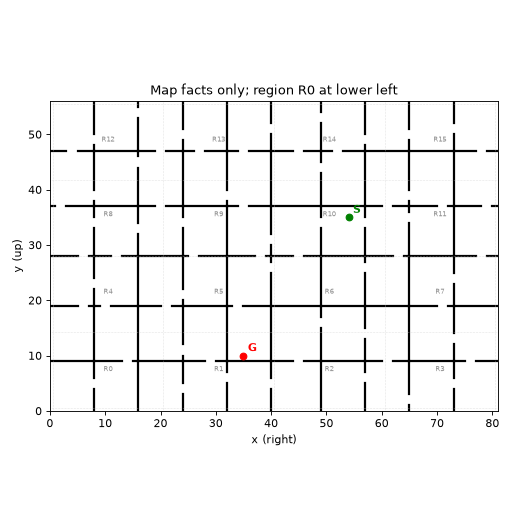 Map facts only; region R0 at lower left
50
40
30
20
10
0
y (up)
R12 R13 R14 R15
R8 R9 R10 R11
S
R4 R5 R6 R7
G
R0 R1 R2 R3
0 10 20 30 40 50 60 70 80
x (right)